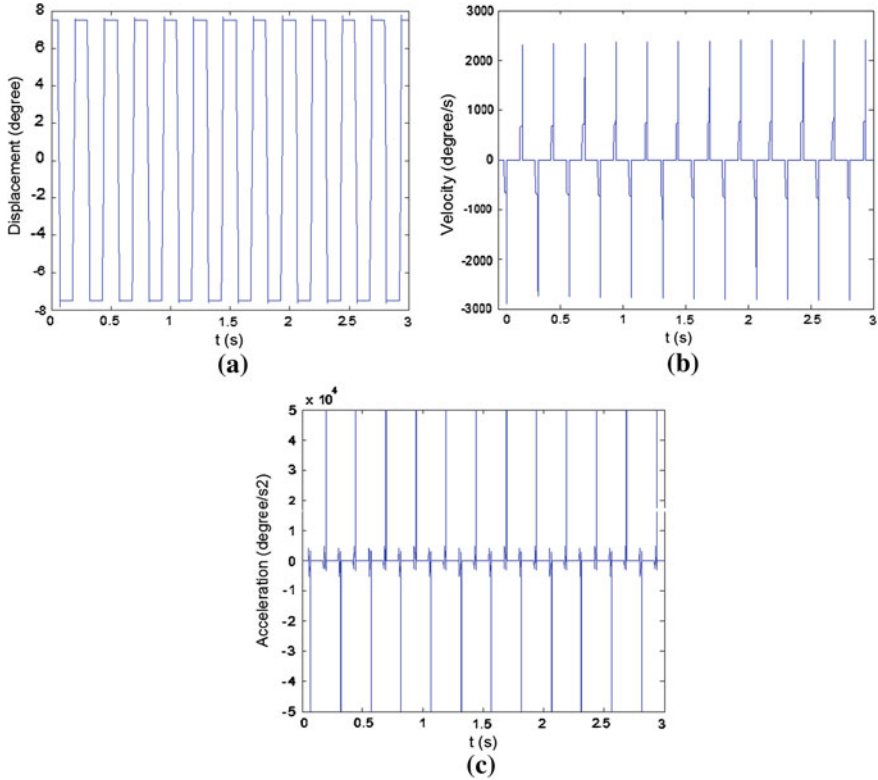 8
6
4
2
0
-2
-4
-6
-8
Displacement (degree)
0 0.5 1 1.5 2 2.5 3
t (s)
(a)
3000
2000
1000
0
-1000
-2000
-3000
Velocity (degree/s)
0 0.5 1 1.5 2 2.5 3
t (s)
(b)
x 10^4
5
4
3
2
1
0
-1
-2
-3
-4
-5
Acceleration (degree/s2)
0 0.5 1 1.5 2 2.5 3
t (s)
(c)